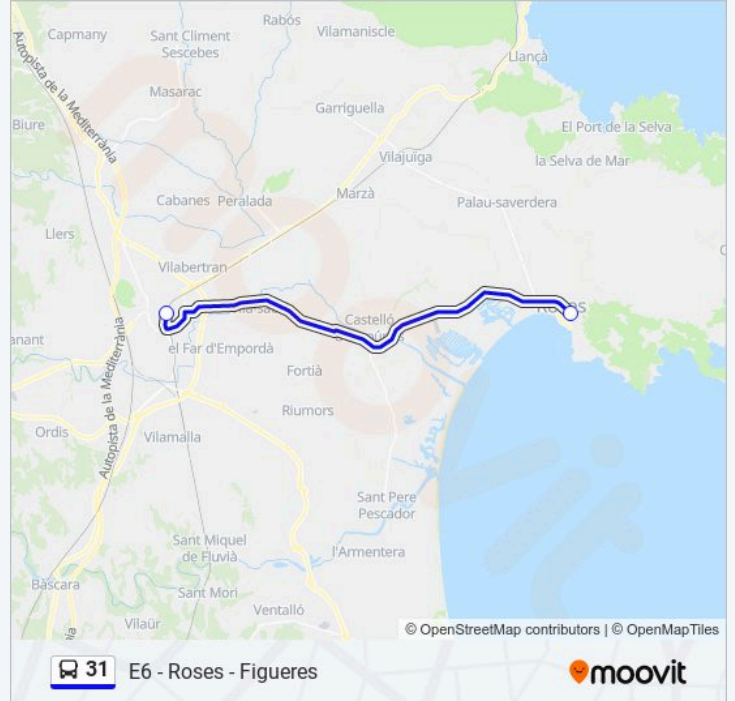 Capmany
Sant Climent
Sescebes
Rabós
Vilamaniscle
Llançà
Autopista de la Mediterrània
Masarac
Garriguella
El Port de la Selva
Biure
Vilajuïga
la Selva de Mar
Marzà
Cabanes
Peralada
Palau-saverdera
Llers
Vilabertran
Castelló
el Far d'Empordà
Fortià
Riumors
Autopista de la Mediterrània
Ordis
Vilamalla
Sant Pere
Pescador
Sant Miquel
de Fluvià
l'Armentera
Bàscara
Sant Mori
Ventalló
Vilaür
© OpenStreetMap contributors | © OpenMapTiles
31 E6 - Roses - Figueres
moovit